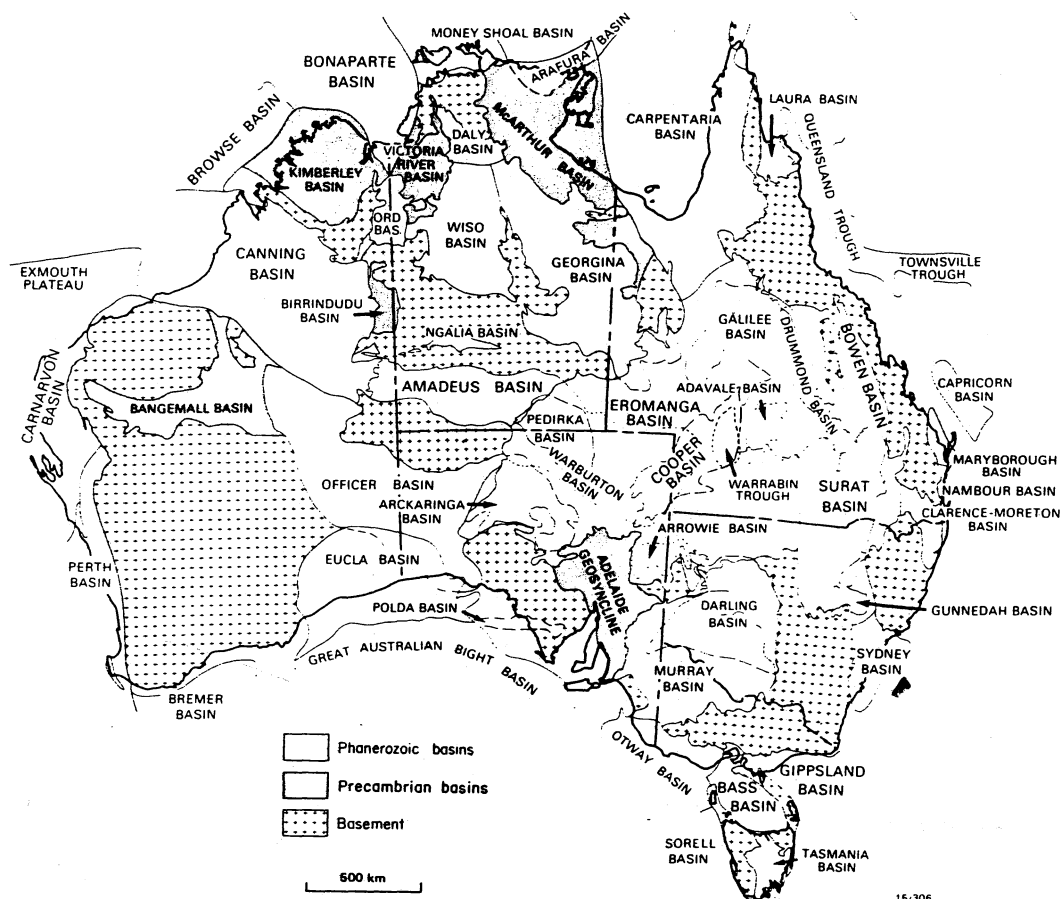 MONEY SHOAL BASIN
ARAFURA BASIN
BONAPARTE
BASIN
LAURA BASIN
CARPENTARIA
BASIN
McARTHUR BASIN
QUEENSLAND TROUGH
BROWSE BASIN
DALY
BASIN
VICTORIA
RIVER
BASIN
KIMBERLEY
BASIN
ORD
BAS.
WISO
BASIN
CANNING
BASIN
GEORGINA
BASIN
EXMOUTH
PLATEAU
TOWNSVILLE
TROUGH
BIRRINDUDU
BASIN
NGALIA BASIN
GALILEE
BASIN
DRUMMOND BASIN
BOWEN BASIN
CARNARVON
BASIN
AMADEUS BASIN
ADAVALE BASIN
CAPRICORN
BASIN
BANGEMALL BASIN
EROMANGA
BASIN
PEDIRKA
BASIN
WARBURTON
BASIN
COOPER
BASIN
MARYBOROUGH
BASIN
OFFICER BASIN
WARRABIN
TROUGH
SURAT
BASIN
NAMBOUR BASIN
ARCKARINGA
BASIN
CLARENCE-MORETON
BASIN
ARROWIE BASIN
EUCLA BASIN
PERTH
BASIN
ADELAIDE
GEOSYNCLINE
POLDA BASIN
DARLING
BASIN
GUNNEDAH BASIN
GREAT AUSTRALIAN BIGHT BASIN
SYDNEY
BASIN
MURRAY
BASIN
BREMER
BASIN
OTWAY BASIN
Phanerozoic basins
GIPPSLAND
BASIN
Precambrian basins
BASS
BASIN
Basement
SORELL
BASIN
TASMANIA
BASIN
500 km
15/306